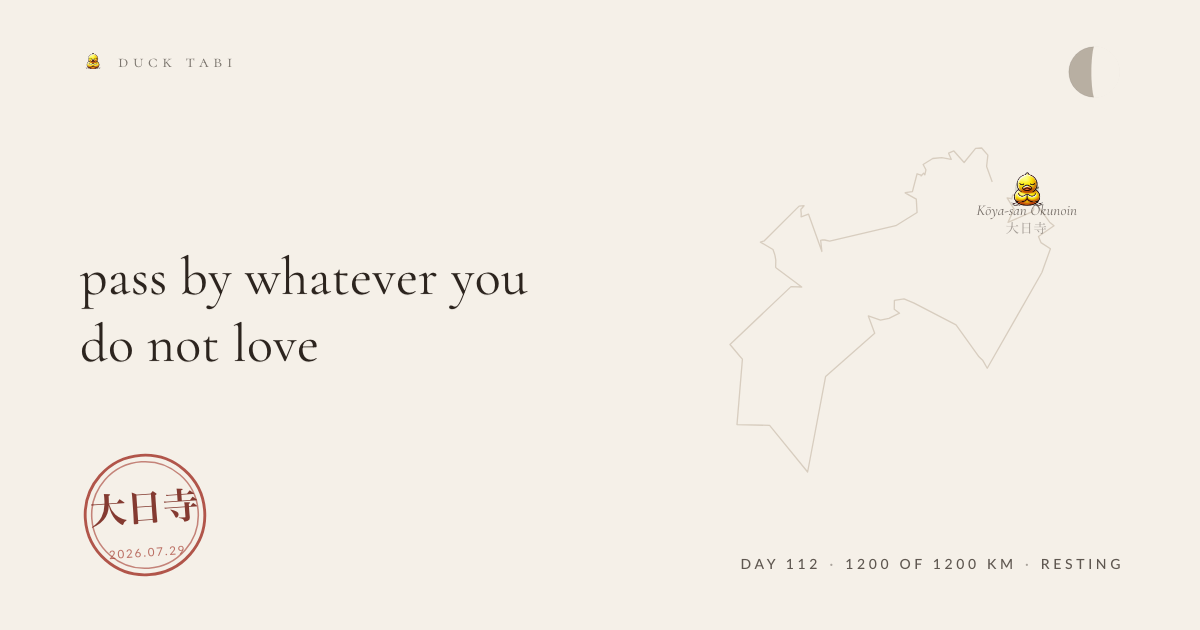 DUCK TABI
Kōya-san Okunoin
大日寺
pass by whatever you
do not love
大日寺
2026.07.29
DAY 112 · 1200 OF 1200 KM · RESTING